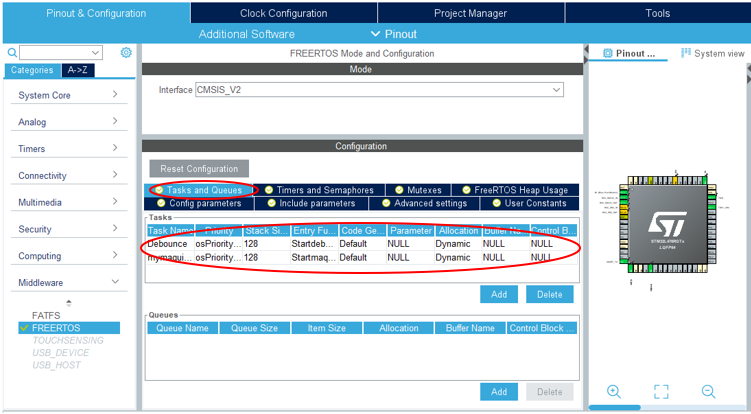 Pinout & Configuration Clock Configuration Project Manager Tools
Additional Software Pinout
FREERTOS Mode and Configuration
Pinout ... System view
Categories A->Z
Mode
System Core
Interface CMSIS_V2
Analog
Timers
Configuration
Connectivity
Reset Configuration
Multimedia
Tasks and Queues Timers and Semaphores Mutexes FreeRTOS Heap Usage
Config parameters Include parameters Advanced settings User Constants
Security
Tasks
Task Name Priority Stack Si... Entry Fu... Code Ge... Parameter Allocation Buffer Na... Control B...
Debounce osPriority... 128 Startdeb... Default NULL Dynamic NULL NULL
mymaqui... osPriority... 128 Startmaq... Default NULL Dynamic NULL NULL
Computing
Middleware
Add Delete
FATFS
FREERTOS
TOUCHSENSING
USB_DEVICE
USB_HOST
Queues
Queue Name Queue Size Item Size Allocation Buffer Name Control Block ...
Add Delete
LQFP64